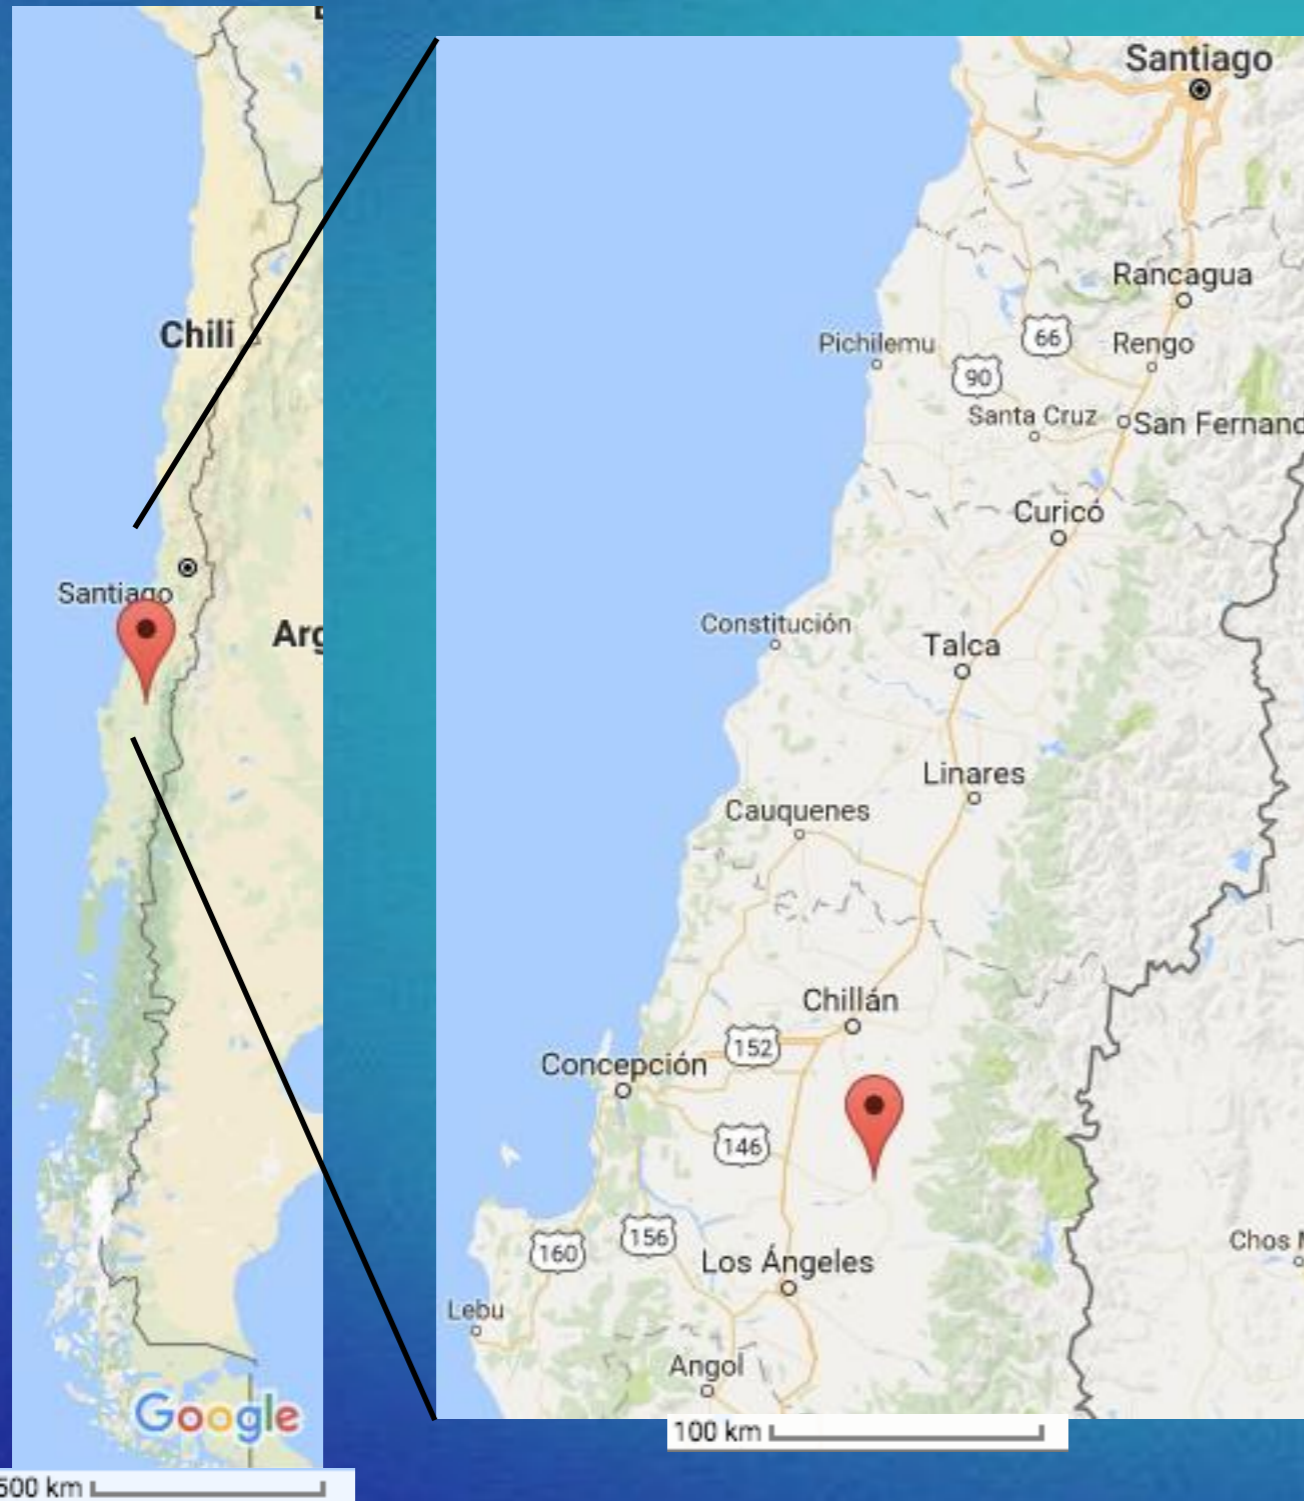 Chili
Santiago
Arg
Google
500 km
Santiago
Rancagua
Pichilemu
66
Rengo
90
Santa Cruz
San Fernand
Curicó
Constitución
Talca
Linares
Cauquenes
Chillán
152
Concepción
146
156
160
Los Ángeles
Chos
Lebu
Angol
100 km